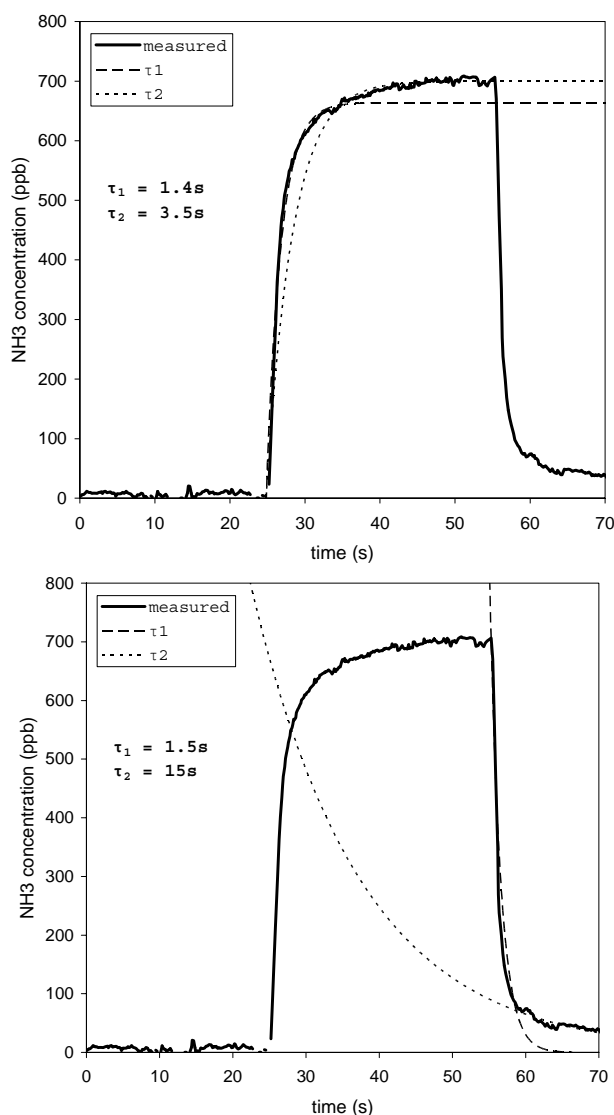 800
measured
τ1
700
τ2
600
τ₁ = 1.4s
500
τ₂ = 3.5s
400
300
200
100
0
NH3 concentration (ppb)
0 10 20 30 40 50 60 70
time (s)
800
measured
τ1
700
τ2
600
τ₁ = 1.5s
500
τ₂ = 15s
400
300
200
100
0
NH3 concentration (ppb)
0 10 20 30 40 50 60 70
time (s)